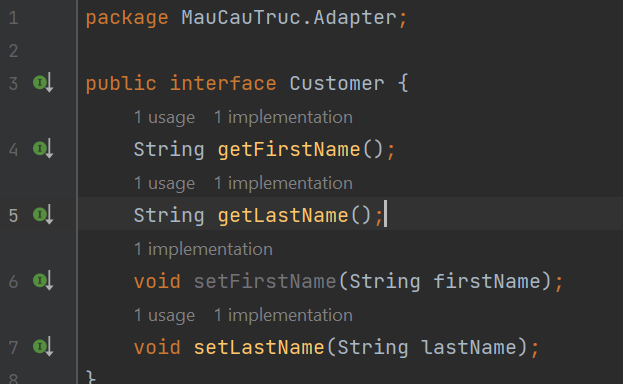 1 package MauCauTruc.Adapter;
2
3 public interface Customer {
1 usage 1 implementation
4 String getFirstName();
1 usage 1 implementation
5 String getLastName();
1 implementation
6 void setFirstName(String firstName);
1 usage 1 implementation
7 void setLastName(String lastName);
8 }